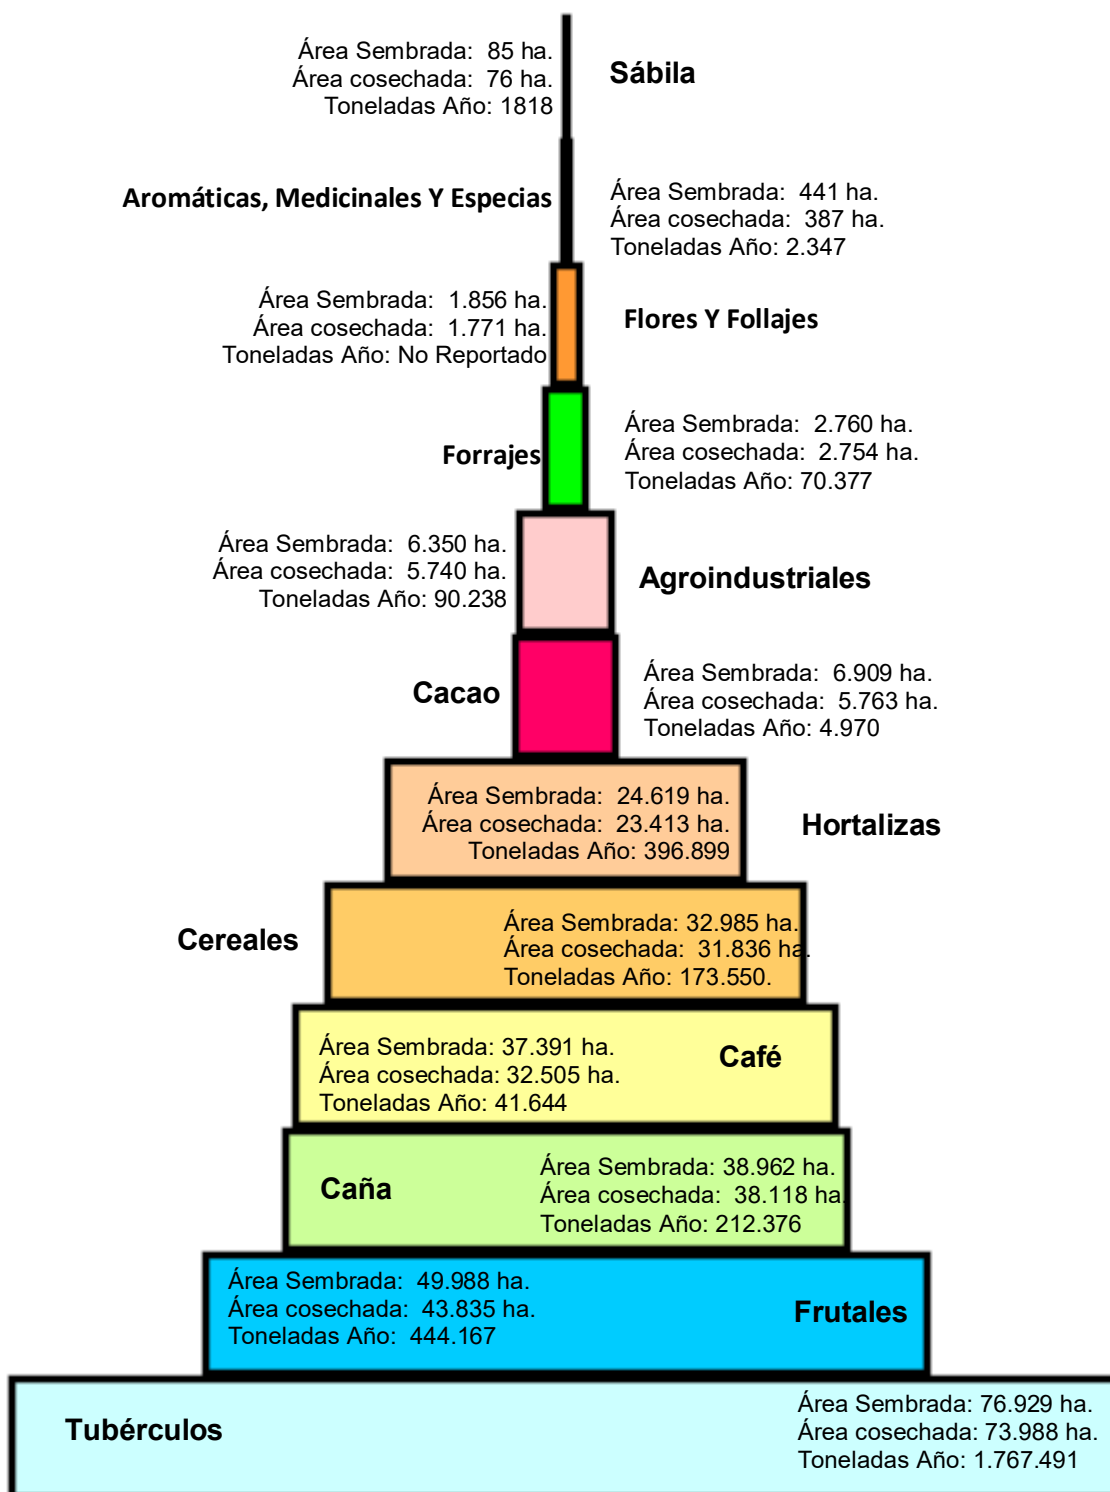 Área Sembrada:  85 ha.
Área cosechada:  76 ha.
Toneladas Año: 1818
Sábila
Aromáticas, Medicinales Y Especias
Área Sembrada:  441 ha.
Área cosechada:  387 ha.
Toneladas Año: 2.347
Área Sembrada:  1.856 ha.
Área cosechada:  1.771 ha.
Toneladas Año: No Reportado
Flores Y Follajes
Forrajes
Área Sembrada:  2.760 ha.
Área cosechada:  2.754 ha.
Toneladas Año: 70.377
Área Sembrada:  6.350 ha.
Área cosechada:  5.740 ha.
Toneladas Año: 90.238
Agroindustriales
Cacao
Área Sembrada:  6.909 ha.
Área cosechada:  5.763 ha.
Toneladas Año: 4.970
Área Sembrada:  24.619 ha.
Área cosechada:  23.413 ha.
Toneladas Año: 396.899
Hortalizas
Cereales
Área Sembrada: 32.985 ha.
Área cosechada:  31.836 ha.
Toneladas Año: 173.550.
Área Sembrada: 37.391 ha.
Área cosechada: 32.505 ha.
Toneladas Año: 41.644
Café
Caña
Área Sembrada: 38.962 ha.
Área cosechada:  38.118 ha.
Toneladas Año: 212.376
Área Sembrada:  49.988 ha.
Área cosechada:  43.835 ha.
Toneladas Año:  444.167
Frutales
Tubérculos
Área Sembrada: 76.929 ha.
Área cosechada: 73.988 ha.
Toneladas Año: 1.767.491